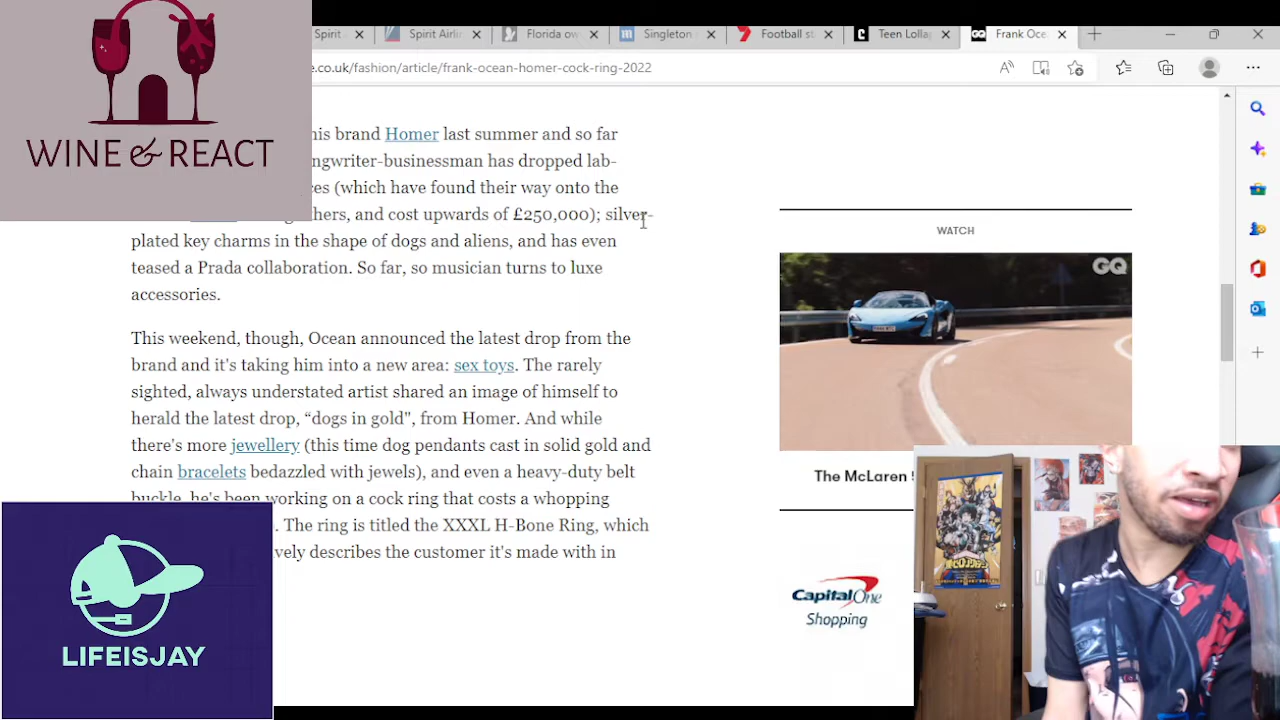 Spirit
Spirit Airlin
Florida ow
Singleton
Football sta
Teen Lollap
GQ
Frank Oce
e.co.uk/fashion/article/frank-ocean-homer-cock-ring-2022
WINE & REACT
his brand Homer last summer and so far
ngwriter-businessman has dropped lab-
ces (which have found their way onto the
hers, and cost upwards of £250,000); silver-
plated key charms in the shape of dogs and aliens, and has even
teased a Prada collaboration. So far, so musician turns to luxe
accessories.
This weekend, though, Ocean announced the latest drop from the
brand and it's taking him into a new area: sex toys. The rarely
sighted, always understated artist shared an image of himself to
herald the latest drop, “dogs in gold", from Homer. And while
there's more jewellery (this time dog pendants cast in solid gold and
chain bracelets bedazzled with jewels), and even a heavy-duty belt
buckle, he's been working on a cock ring that costs a whopping
. The ring is titled the XXXL H-Bone Ring, which
vely describes the customer it's made with in
WATCH
GQ
The McLaren
Capital One
Shopping
LIFEISJAY